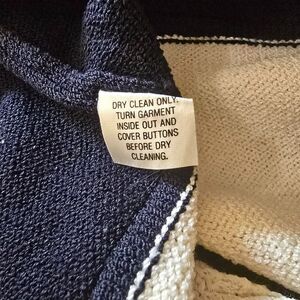 DRY CLEAN ONLY.
TURN GARMENT
INSIDE OUT AND
COVER BUTTONS
BEFORE DRY
CLEANING.